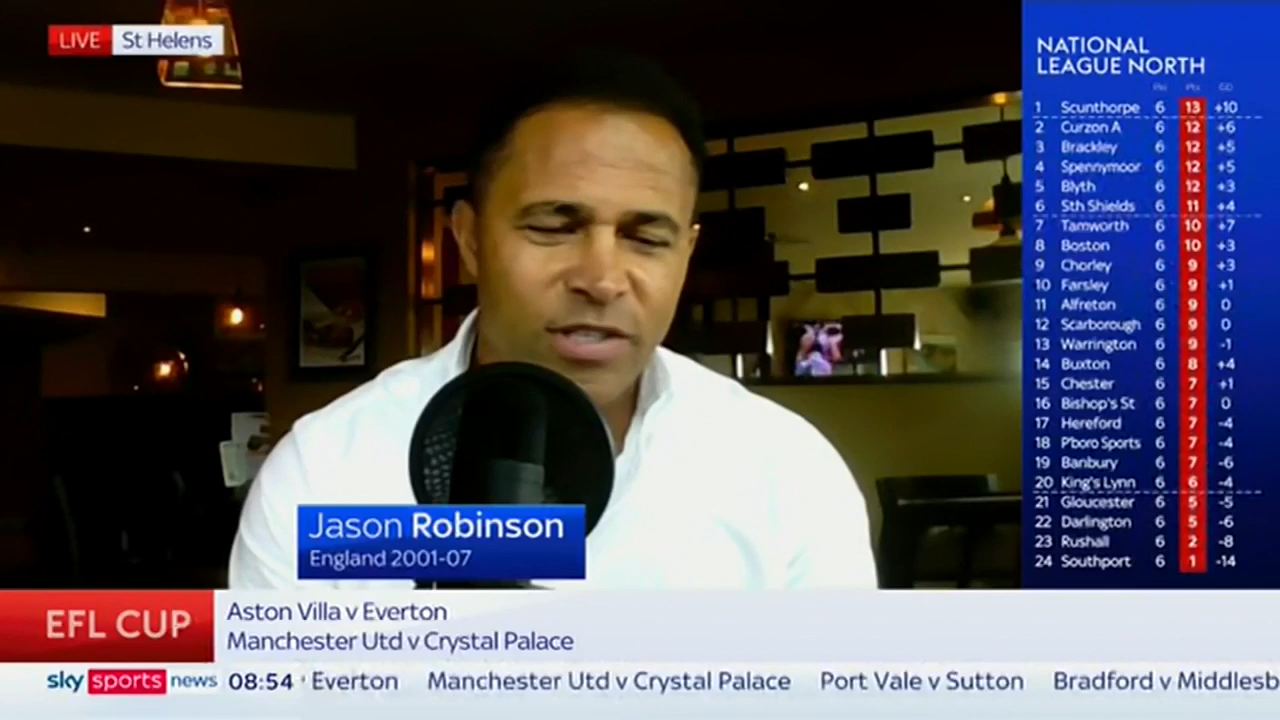 LIVE St Helens
NATIONAL
LEAGUE NORTH
Pld Pts GD
1 Scunthorpe 6 13 +10
2 Curzon A 6 12 +6
3 Brackley 6 12 +5
4 Spennymoor 6 12 +5
5 Blyth 6 12 +3
6 Sth Shields 6 11 +4
7 Tamworth 6 10 +7
8 Boston 6 10 +3
9 Chorley 6 9 +3
10 Farsley 6 9 +1
11 Alfreton 6 9 0
12 Scarborough 6 9 0
13 Warrington 6 9 -1
14 Buxton 6 8 +4
15 Chester 6 7 +1
16 Bishop's St 6 7 0
17 Hereford 6 7 -4
18 P'boro Sports 6 7 -4
19 Banbury 6 7 -6
20 King's Lynn 6 6 -4
21 Gloucester 6 5 -5
22 Darlington 6 5 -6
23 Rushall 6 2 -8
24 Southport 6 1 -14
Jason Robinson
England 2001-07
EFL CUP
Aston Villa v Everton
Manchester Utd v Crystal Palace
sky sports news 08:54 Everton Manchester Utd v Crystal Palace Port Vale v Sutton Bradford v Middlesb